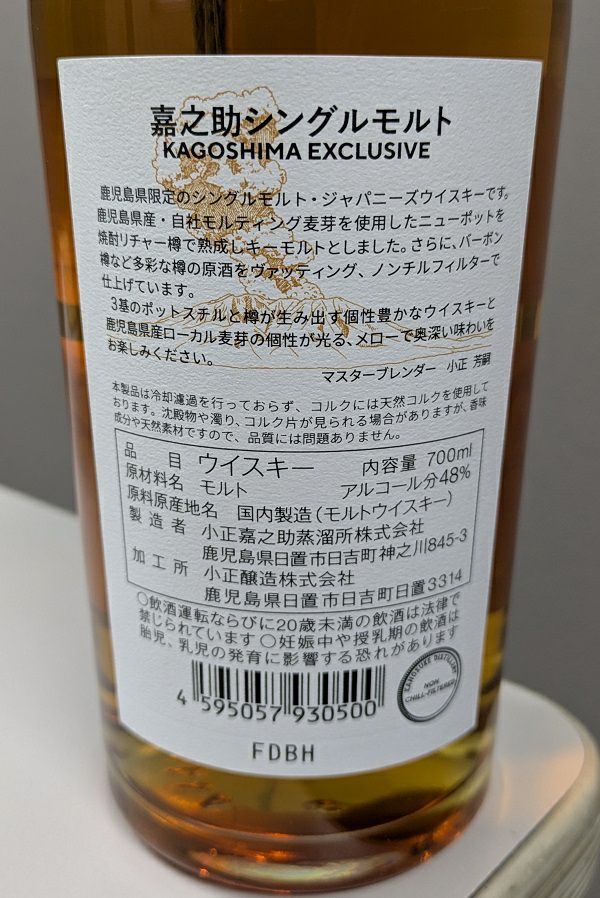 嘉之助シングルモルト
KAGOSHIMA EXCLUSIVE
鹿児島県限定のシングルモルト・ジャパニーズウイスキーです。
鹿児島県産・自社モルティング麦芽を使用したニューポットを
焼酎リチャー樽で熟成しキーモルトとしました。さらに、バーボン
樽など多彩な樽の原酒をヴァッティング、ノンチルフィルターで
仕上げています。
3基のポットスチルと樽が生み出す個性豊かなウイスキーと
鹿児島県産ローカル麦芽の個性が光る、メローで奥深い味わいを
お楽しみください。
マスターブレンダー 小正 芳嗣
本製品は冷却濾過を行っておらず、コルクには天然コルクを使用して
おります。沈殿物や濁り、コルク片が見られる場合がありますが、香味
成分や天然素材ですので、品質には問題ありません。
品目 ウイスキー 内容量 700ml
原材料名 モルト アルコール分48%
原料原産地名 国内製造(モルトウイスキー)
製造者 小正嘉之助蒸溜所株式会社
鹿児島県日置市日吉町神之川845-3
加工所 小正醸造株式会社
鹿児島県日置市日吉町日置3314
○飲酒運転ならびに20歳未満の飲酒は法律で
禁じられています ○妊娠中や授乳期の飲酒は
胎児、乳児の発育に影響する恐れがあります
4 595057 930500
KANOSUKE DISTILLERY
NON
CHILL-FILTERED
FDBH